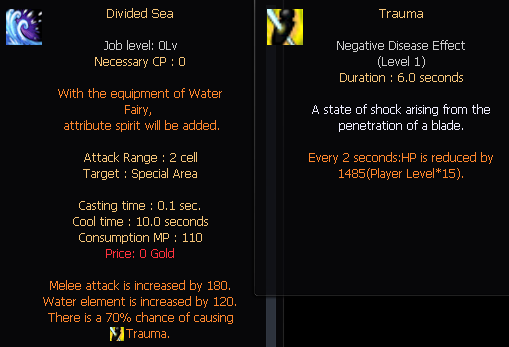 Divided Sea
Job level: 0Lv
Necessary CP : 0
With the equipment of Water
Fairy,
attribute spirit will be added.
Attack Range : 2 cell
Target : Special Area
Casting time : 0.1 sec.
Cool time : 10.0 seconds
Consumption MP : 110
Price: 0 Gold
Melee attack is increased by 180.
Water element is increased by 120.
There is a 70% chance of causing
Trauma.
Trauma
Negative Disease Effect
(Level 1)
Duration : 6.0 seconds
A state of shock arising from the
penetration of a blade.
Every 2 seconds:HP is reduced by
1485(Player Level*15).